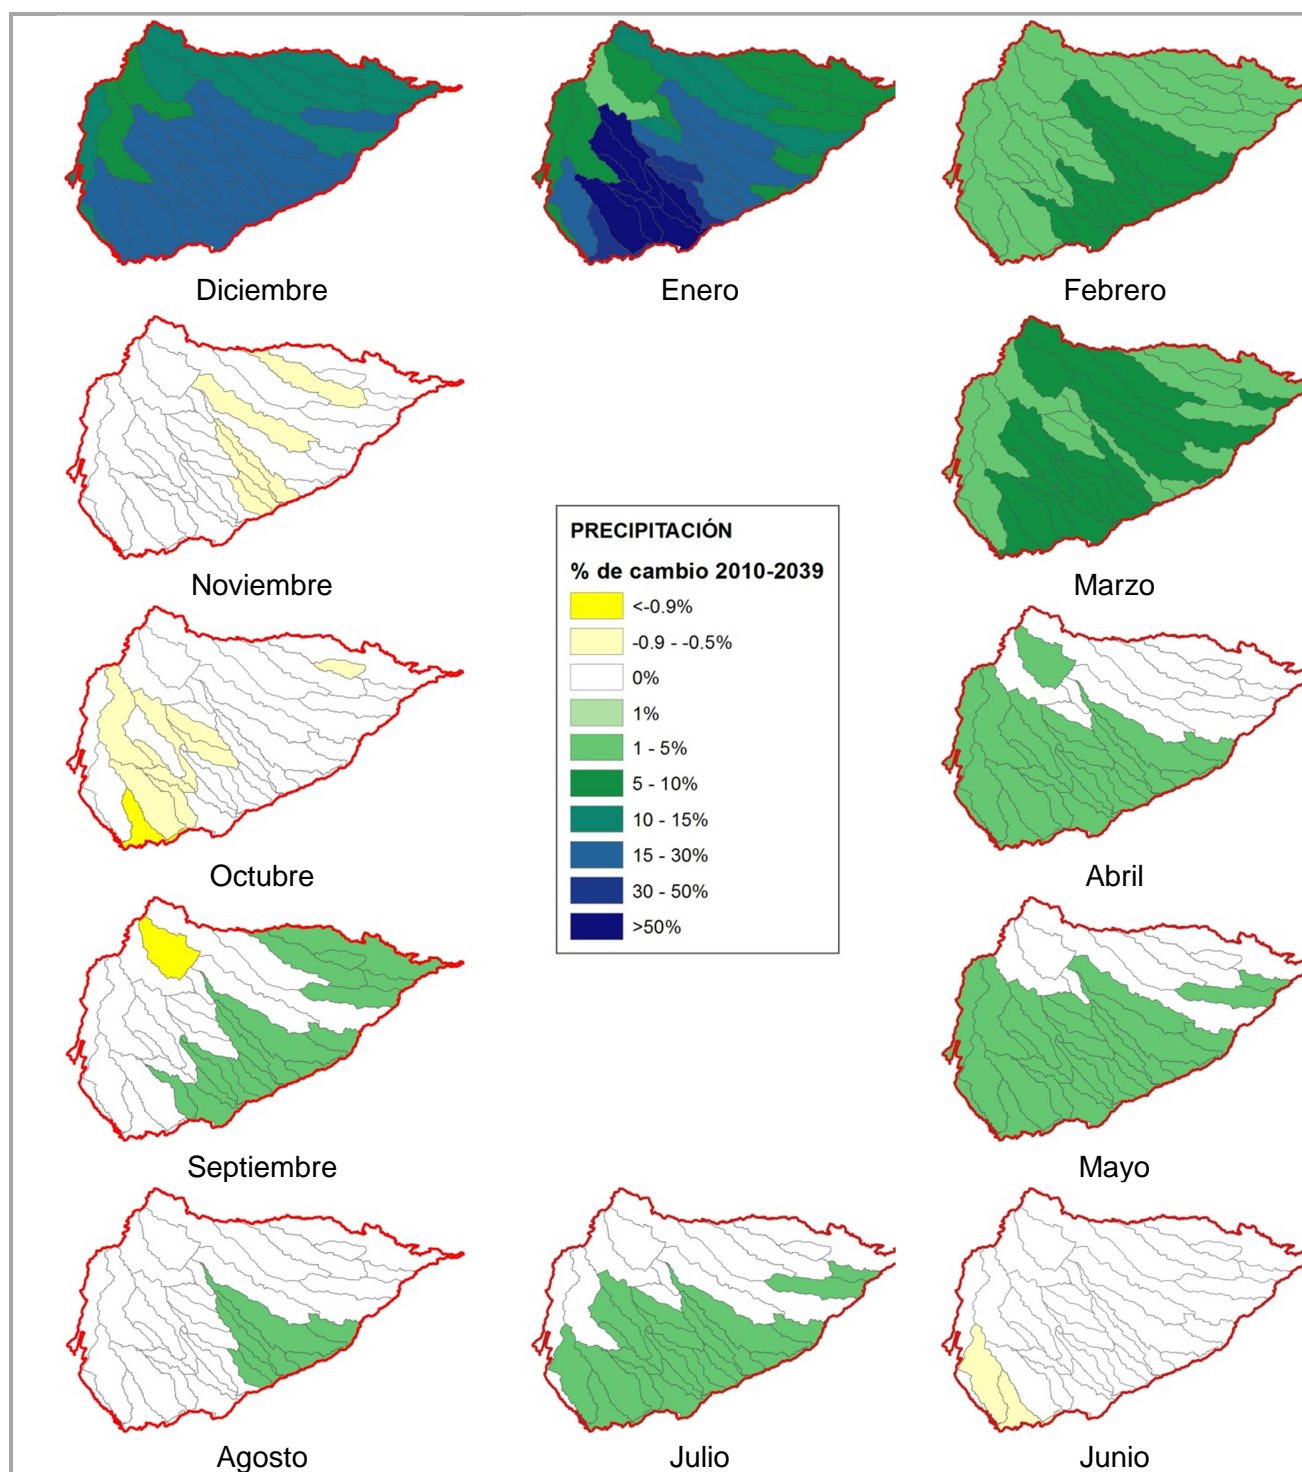 Diciembre
Enero
Febrero
Noviembre
Marzo
PRECIPITACIÓN
% de cambio 2010-2039
<-0.9%
-0.9 - -0.5%
0%
1%
1 - 5%
5 - 10%
10 - 15%
15 - 30%
30 - 50%
>50%
Octubre
Abril
Septiembre
Mayo
Agosto
Julio
Junio